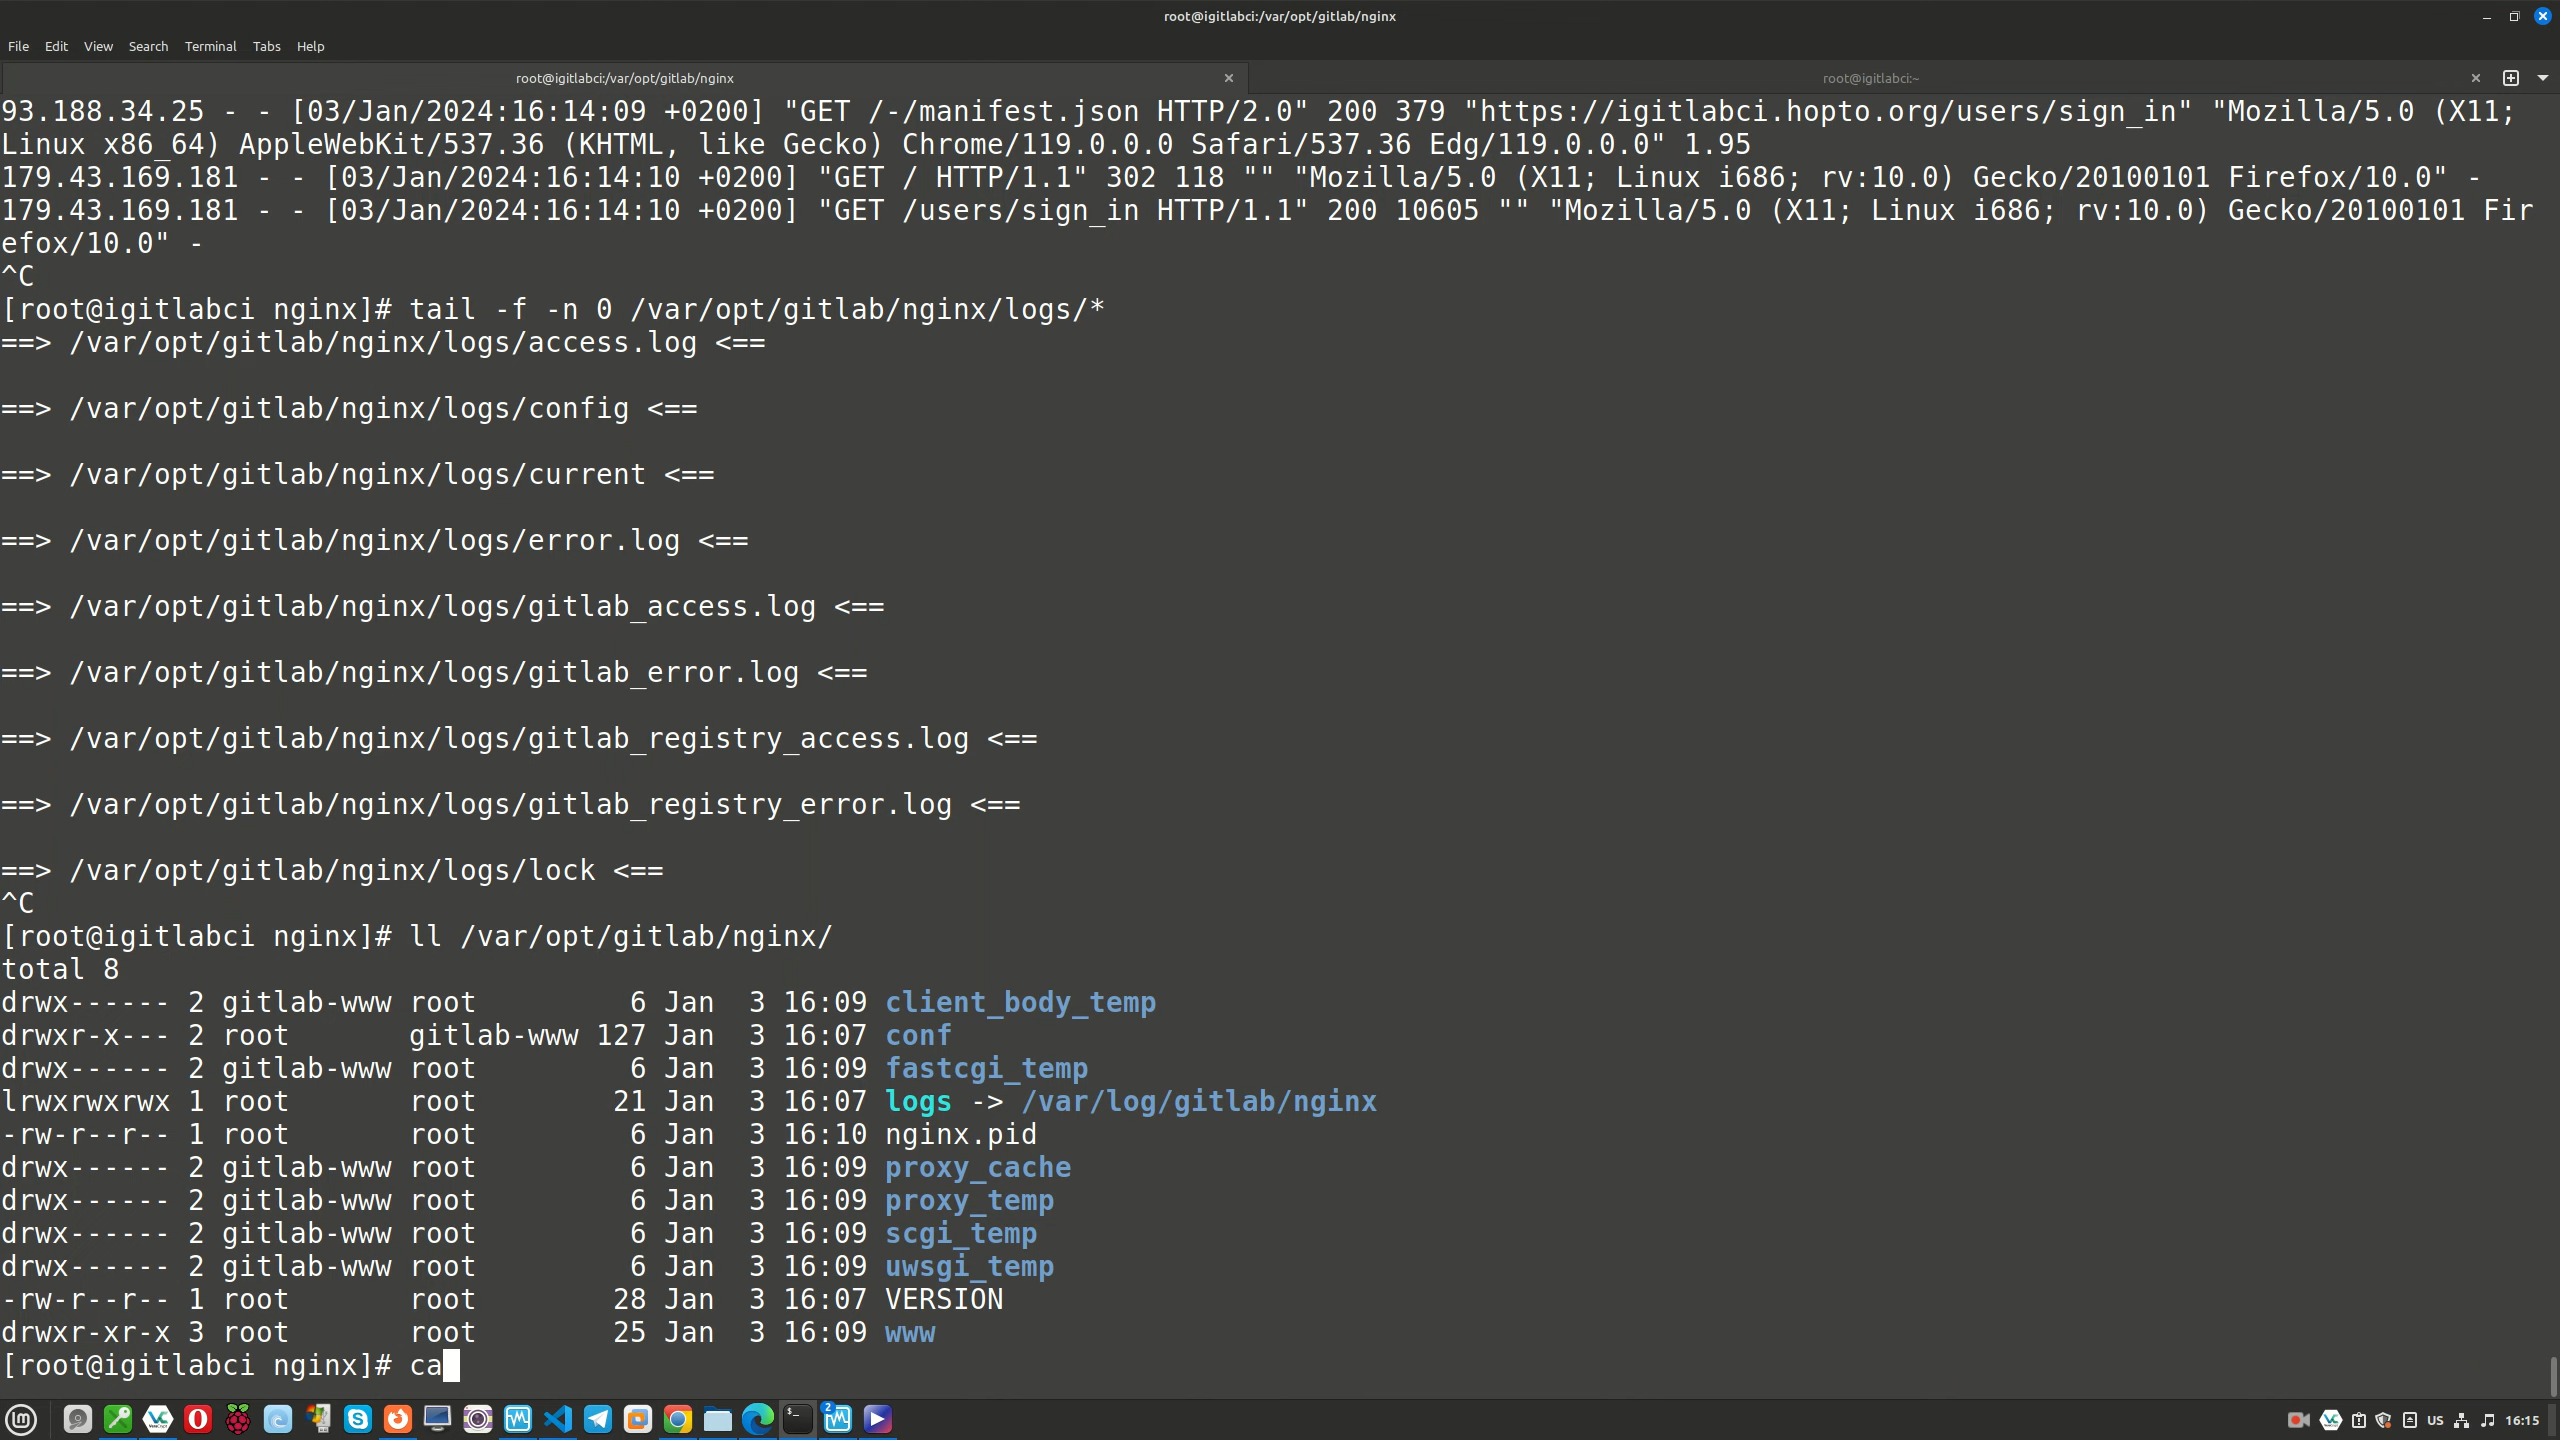 root@igitlabci:/var/opt/gitlab/nginx
File Edit View Search Terminal Tabs Help
root@igitlabci:/var/opt/gitlab/nginx root@igitlabci:~
93.188.34.25 - - [03/Jan/2024:16:14:09 +0200] "GET /-/manifest.json HTTP/2.0" 200 379 "https://igitlabci.hopto.org/users/sign_in" "Mozilla/5.0 (X11;
Linux x86_64) AppleWebKit/537.36 (KHTML, like Gecko) Chrome/119.0.0.0 Safari/537.36 Edg/119.0.0.0" 1.95
179.43.169.181 - - [03/Jan/2024:16:14:10 +0200] "GET / HTTP/1.1" 302 118 "" "Mozilla/5.0 (X11; Linux i686; rv:10.0) Gecko/20100101 Firefox/10.0" -
179.43.169.181 - - [03/Jan/2024:16:14:10 +0200] "GET /users/sign_in HTTP/1.1" 200 10605 "" "Mozilla/5.0 (X11; Linux i686; rv:10.0) Gecko/20100101 Fir
efox/10.0" -
^C
[root@igitlabci nginx]# tail -f -n 0 /var/opt/gitlab/nginx/logs/*
==> /var/opt/gitlab/nginx/logs/access.log <==
==> /var/opt/gitlab/nginx/logs/config <==
==> /var/opt/gitlab/nginx/logs/current <==
==> /var/opt/gitlab/nginx/logs/error.log <==
==> /var/opt/gitlab/nginx/logs/gitlab_access.log <==
==> /var/opt/gitlab/nginx/logs/gitlab_error.log <==
==> /var/opt/gitlab/nginx/logs/gitlab_registry_access.log <==
==> /var/opt/gitlab/nginx/logs/gitlab_registry_error.log <==
==> /var/opt/gitlab/nginx/logs/lock <==
^C
[root@igitlabci nginx]# ll /var/opt/gitlab/nginx/
total 8
drwx------ 2 gitlab-www root 6 Jan 3 16:09 client_body_temp
drwxr-x--- 2 root gitlab-www 127 Jan 3 16:07 conf
drwx------ 2 gitlab-www root 6 Jan 3 16:09 fastcgi_temp
lrwxrwxrwx 1 root root 21 Jan 3 16:07 logs -> /var/log/gitlab/nginx
-rw-r--r-- 1 root root 6 Jan 3 16:10 nginx.pid
drwx------ 2 gitlab-www root 6 Jan 3 16:09 proxy_cache
drwx------ 2 gitlab-www root 6 Jan 3 16:09 proxy_temp
drwx------ 2 gitlab-www root 6 Jan 3 16:09 scgi_temp
drwx------ 2 gitlab-www root 6 Jan 3 16:09 uwsgi_temp
-rw-r--r-- 1 root root 28 Jan 3 16:07 VERSION
drwxr-xr-x 3 root root 25 Jan 3 16:09 www
[root@igitlabci nginx]# ca
2 US 16:15